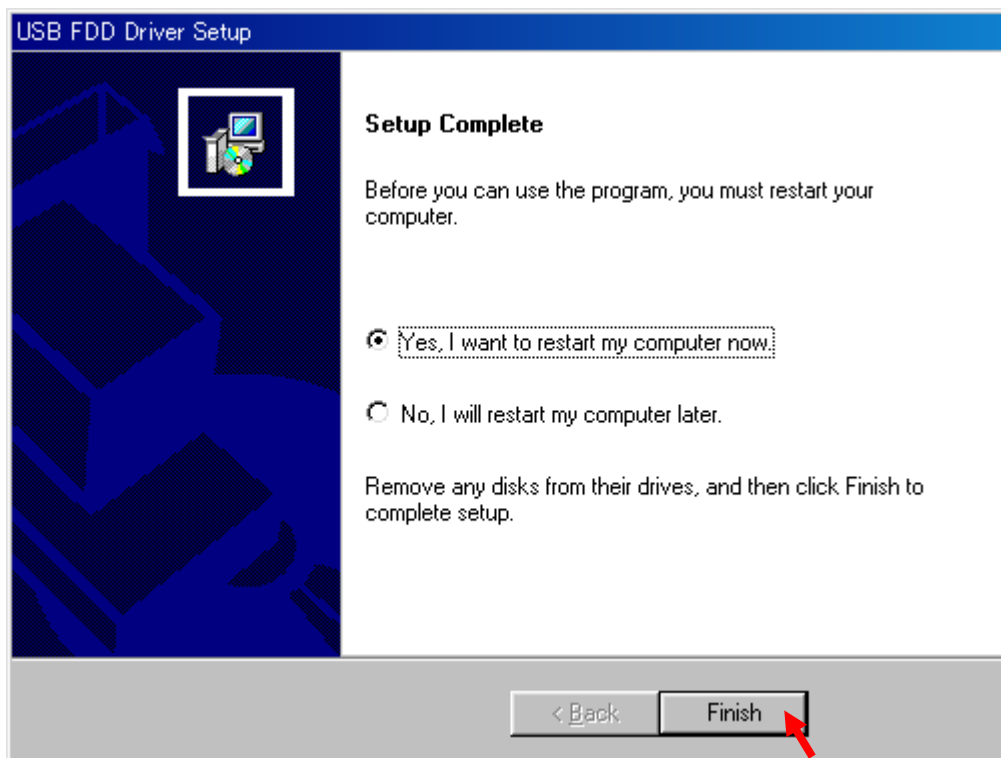 USB FDD Driver Setup
Setup Complete
Before you can use the program, you must restart your
computer.
Yes, I want to restart my computer now.
No, I will restart my computer later.
Remove any disks from their drives, and then click Finish to
complete setup.
< Back
Finish